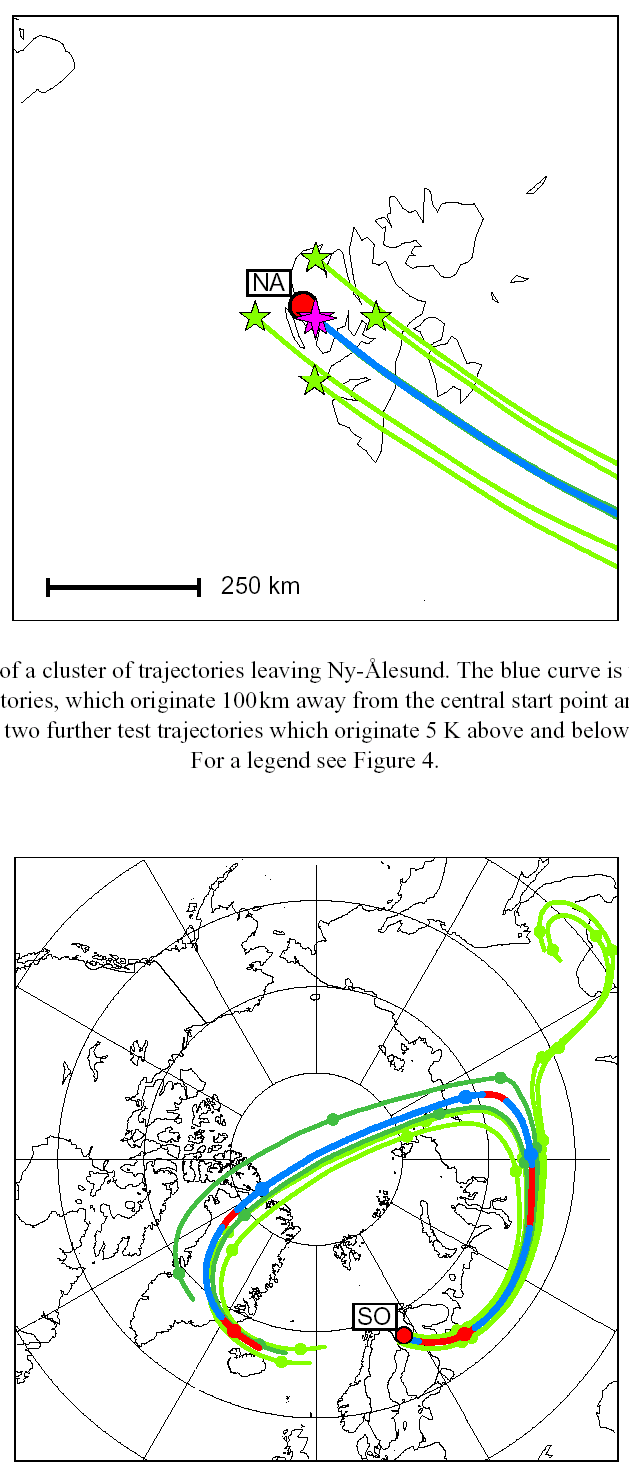 NA
250 km
of a cluster of trajectories leaving Ny-Ålesund. The blue curve is
tories, which originate 100 km away from the central start point
two further test trajectories which originate 5 K above and below
For a legend see Figure 4.
SO